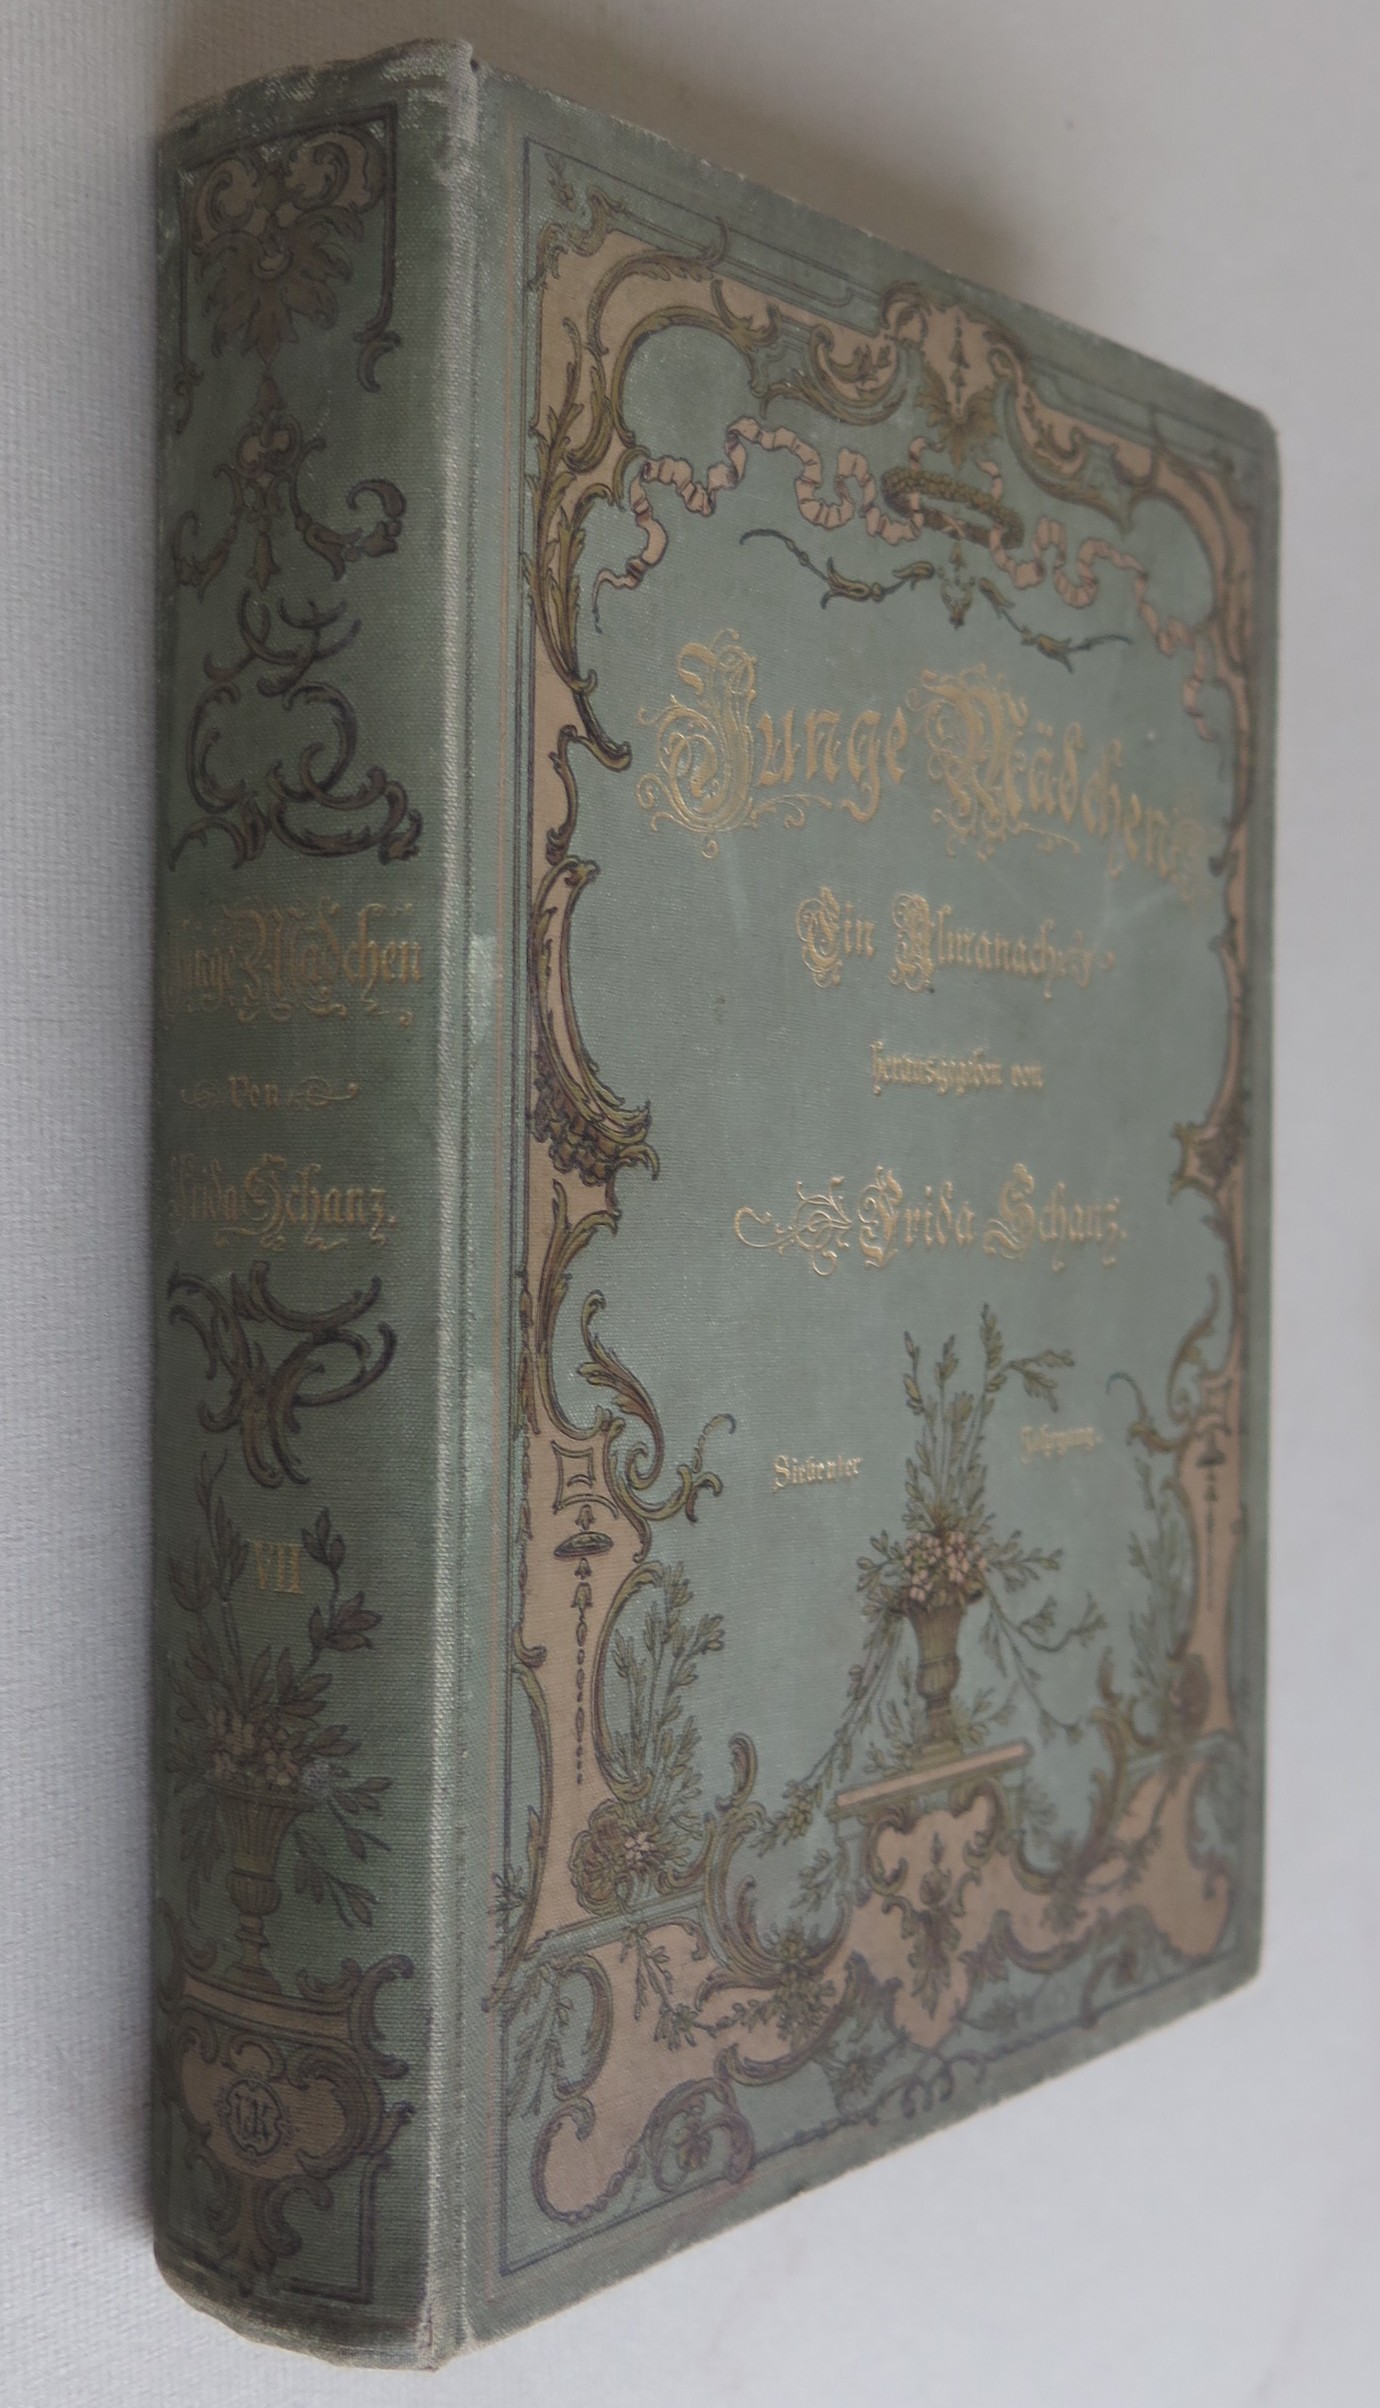 Junge Mädchen
Ein Almanach
herausgegeben von
Frida Schanz.
Siebenter Jahrgang.
Junge Mädchen
von
Frida Schanz.
VII
V.K